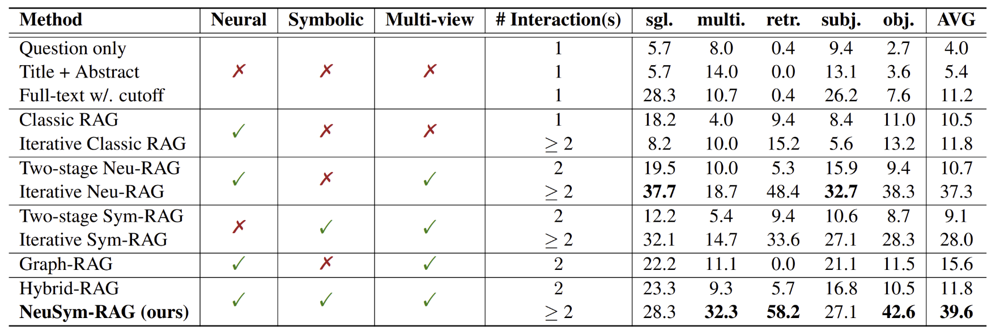 Method Neural Symbolic Multi-view # Interaction(s) sgl. multi. retr. subj. obj. AVG
Question only 1 5.7 8.0 0.4 9.4 2.7 4.0
Title + Abstract ✗ ✗ ✗ 1 5.7 14.0 0.0 13.1 3.6 5.4
Full-text w/. cutoff 1 28.3 10.7 0.4 26.2 7.6 11.2
Classic RAG ✓ ✗ ✗ 1 18.2 4.0 9.4 8.4 11.0 10.5
Iterative Classic RAG ≥ 2 8.2 10.0 15.2 5.6 13.2 11.8
Two-stage Neu-RAG ✓ ✗ ✓ 2 19.5 10.0 5.3 15.9 9.4 10.7
Iterative Neu-RAG ≥ 2 37.7 18.7 48.4 32.7 38.3 37.3
Two-stage Sym-RAG ✗ ✓ ✓ 2 12.2 5.4 9.4 10.6 8.7 9.1
Iterative Sym-RAG ≥ 2 32.1 14.7 33.6 27.1 28.3 28.0
Graph-RAG ✓ ✗ ✓ 2 22.2 11.1 0.0 21.1 11.5 15.6
Hybrid-RAG ✓ ✓ ✓ 2 23.3 9.3 5.7 16.8 10.5 11.8
NeuSym-RAG (ours) ≥ 2 28.3 32.3 58.2 27.1 42.6 39.6